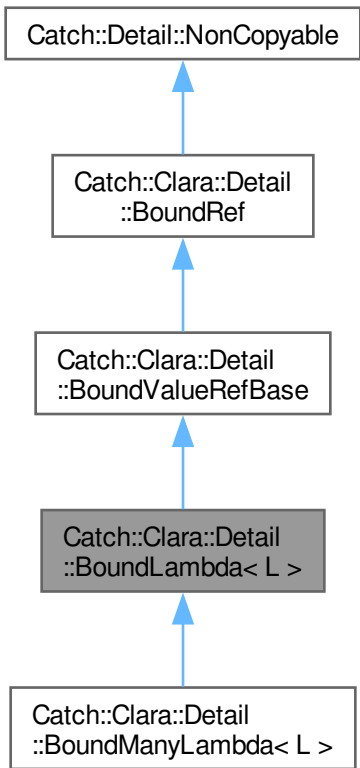 Catch::Detail::NonCopyable
Catch::Clara::Detail
::BoundRef
Catch::Clara::Detail
::BoundValueRefBase
Catch::Clara::Detail
::BoundLambda< L >
Catch::Clara::Detail
::BoundManyLambda< L >